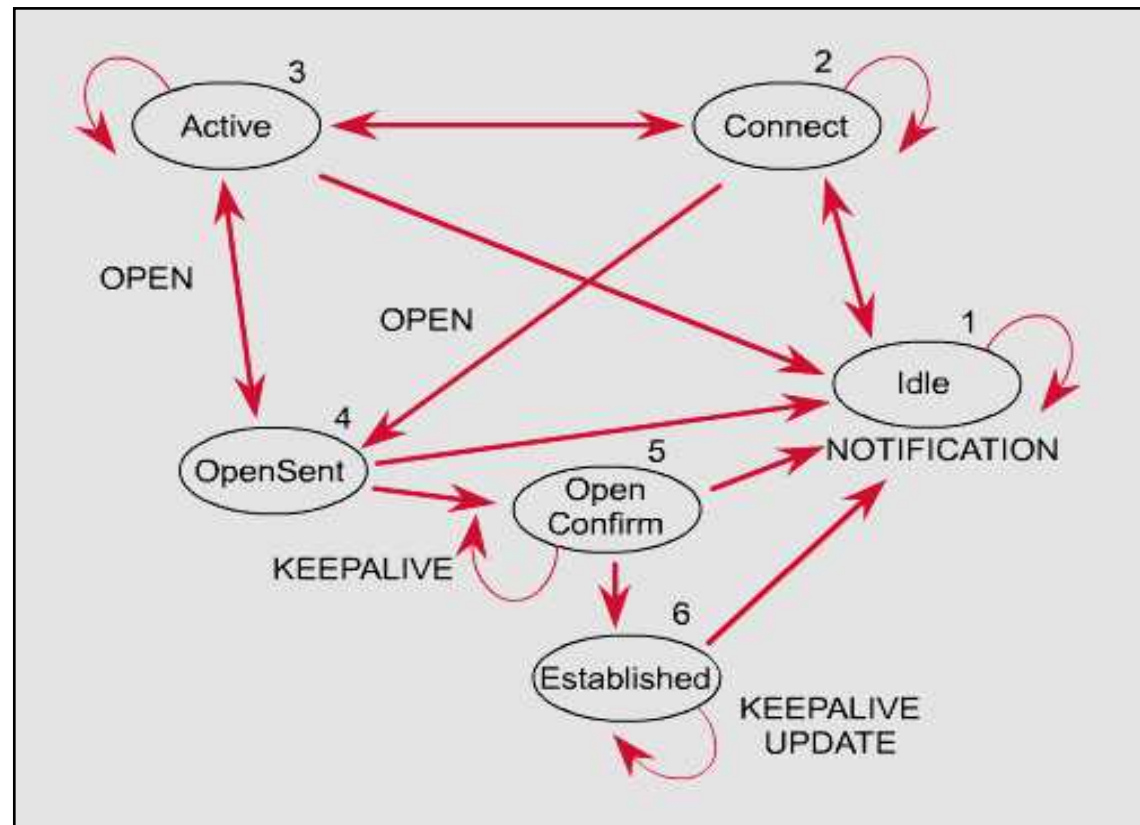 3
Active
2
Connect
OPEN
OPEN
1
Idle
NOTIFICATION
4
OpenSent
5
Open
Confirm
KEEPALIVE
6
Established
KEEPALIVE
UPDATE